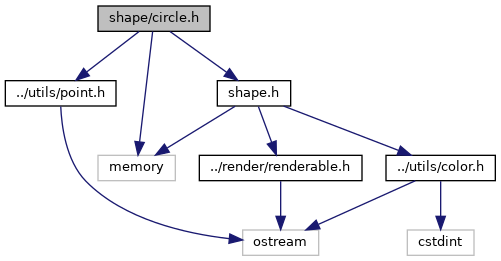 shape/circle.h
../utils/point.h
shape.h
memory
../render/renderable.h
../utils/color.h
ostream
cstdint